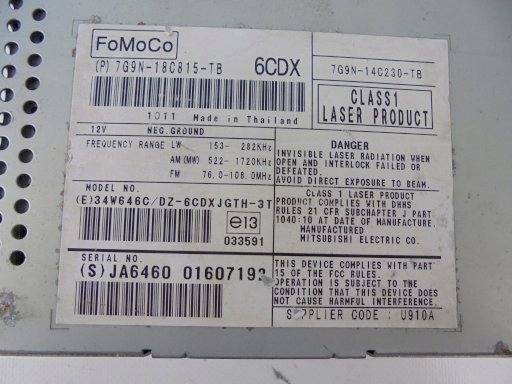 FoMoCo
(P) 7G9N-18C815-TB 6CDX
1011 Made in Thailand
7G9N-14C230-TB
CLASS1
LASER PRODUCT
12V NEG.GROUND
FREQUENCY RANGE LW 153- 282KHz
AM(MW) 522- 1720KHz
FM 76.0-108.0MHz
DANGER
INVISIBLE LASER RADIATION WHEN
OPEN AND INTERLOCK FAILED OR
DEFEATED.
AVOID DIRECT EXPOSURE TO BEAM.
MODEL NO.
(E)34W646C/DZ-6CDXJGTH-3T
e13
033591
CLASS 1 LASER PRODUCT
PRODUCT COMPLIES WITH DHHS
RULES 21 CFR SUBCHAPTER J PART
1040:10 AT DATE OF MANUFACTURE.
MANUFACTURED
MITSUBISHI ELECTRIC CO.
SERIAL NO.
(S)JA6460 01607193
THIS DEVICE COMPLIES WITH PART
15 OF THE FCC RULES.
OPERATION IS SUBJECT TO THE
CONDITION THAT THIS DEVICE DOES
NOT CAUSE HARMFUL INTERFERENCE.
SUPPLIER CODE : U910A